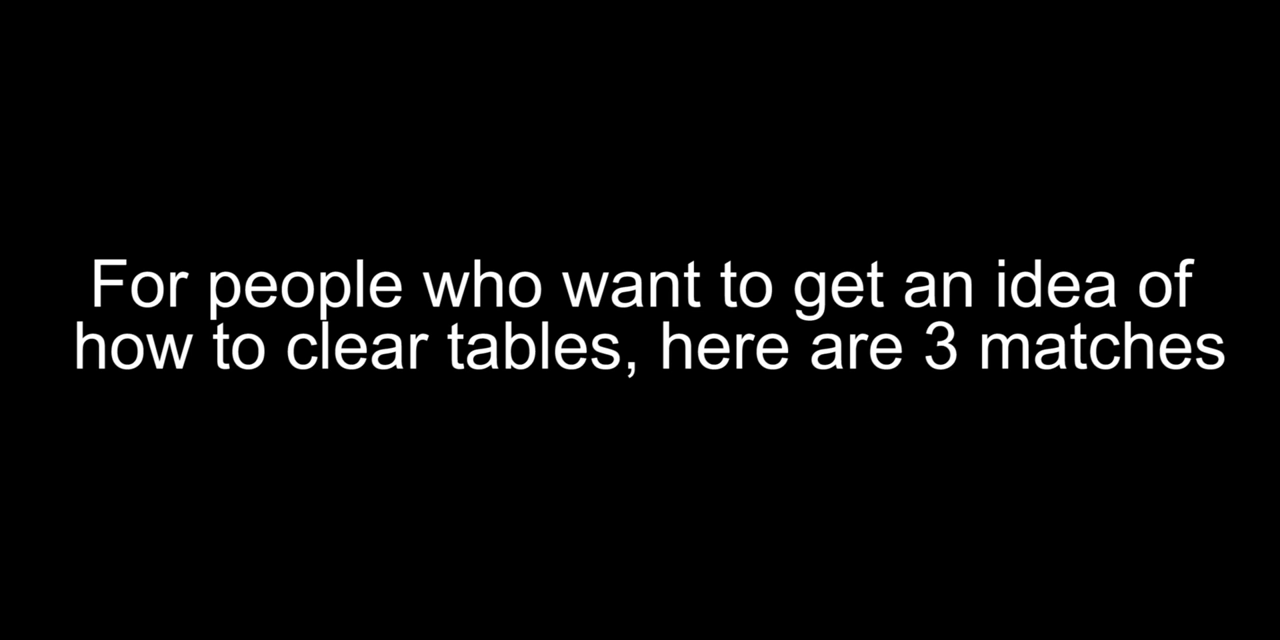 For people who want to get an idea of
how to clear tables, here are 3 matches